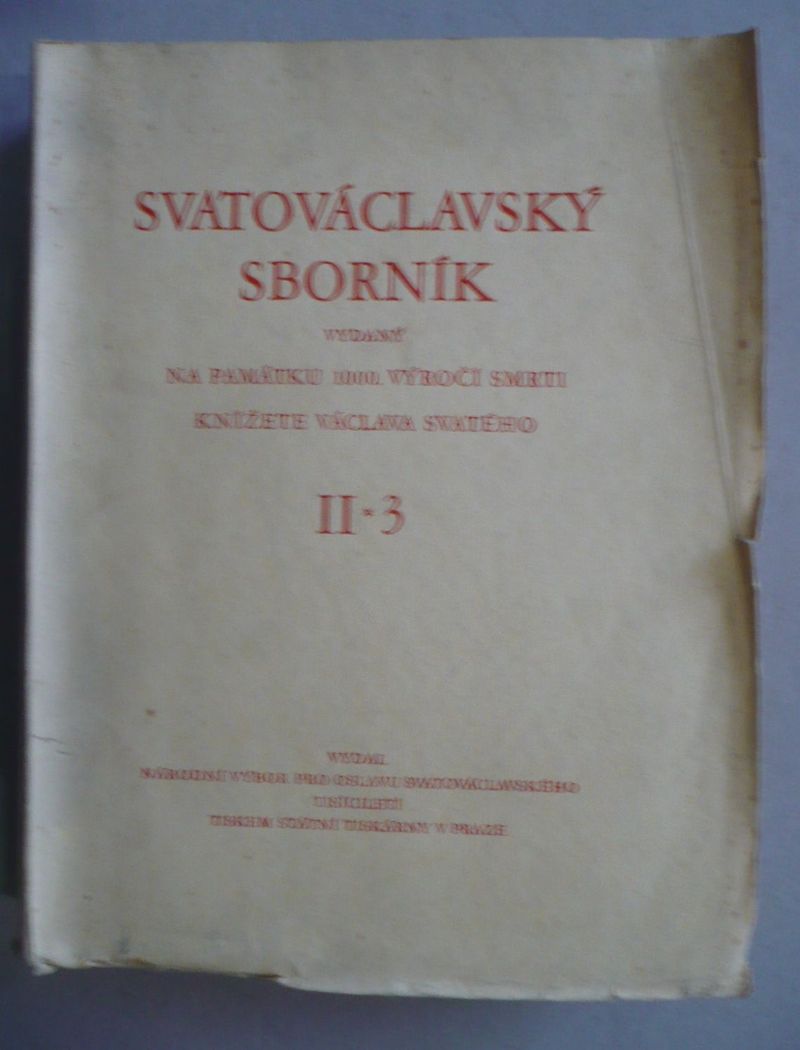 SVATOVÁCLAVSKÝ
SBORNÍK
VYDANÝ
NA PAMÁTKU 1000. VÝROČÍ SMRTI
KNÍŽETE VÁCLAVA SVATÉHO
II*3
VYDAL
NÁRODNÍ VÝBOR PRO OSLAVU SVATOVÁCLAVSKÉHO
TISÍCILETÍ
TISKEM STÁTNÍ TISKÁRNY V PRAZE